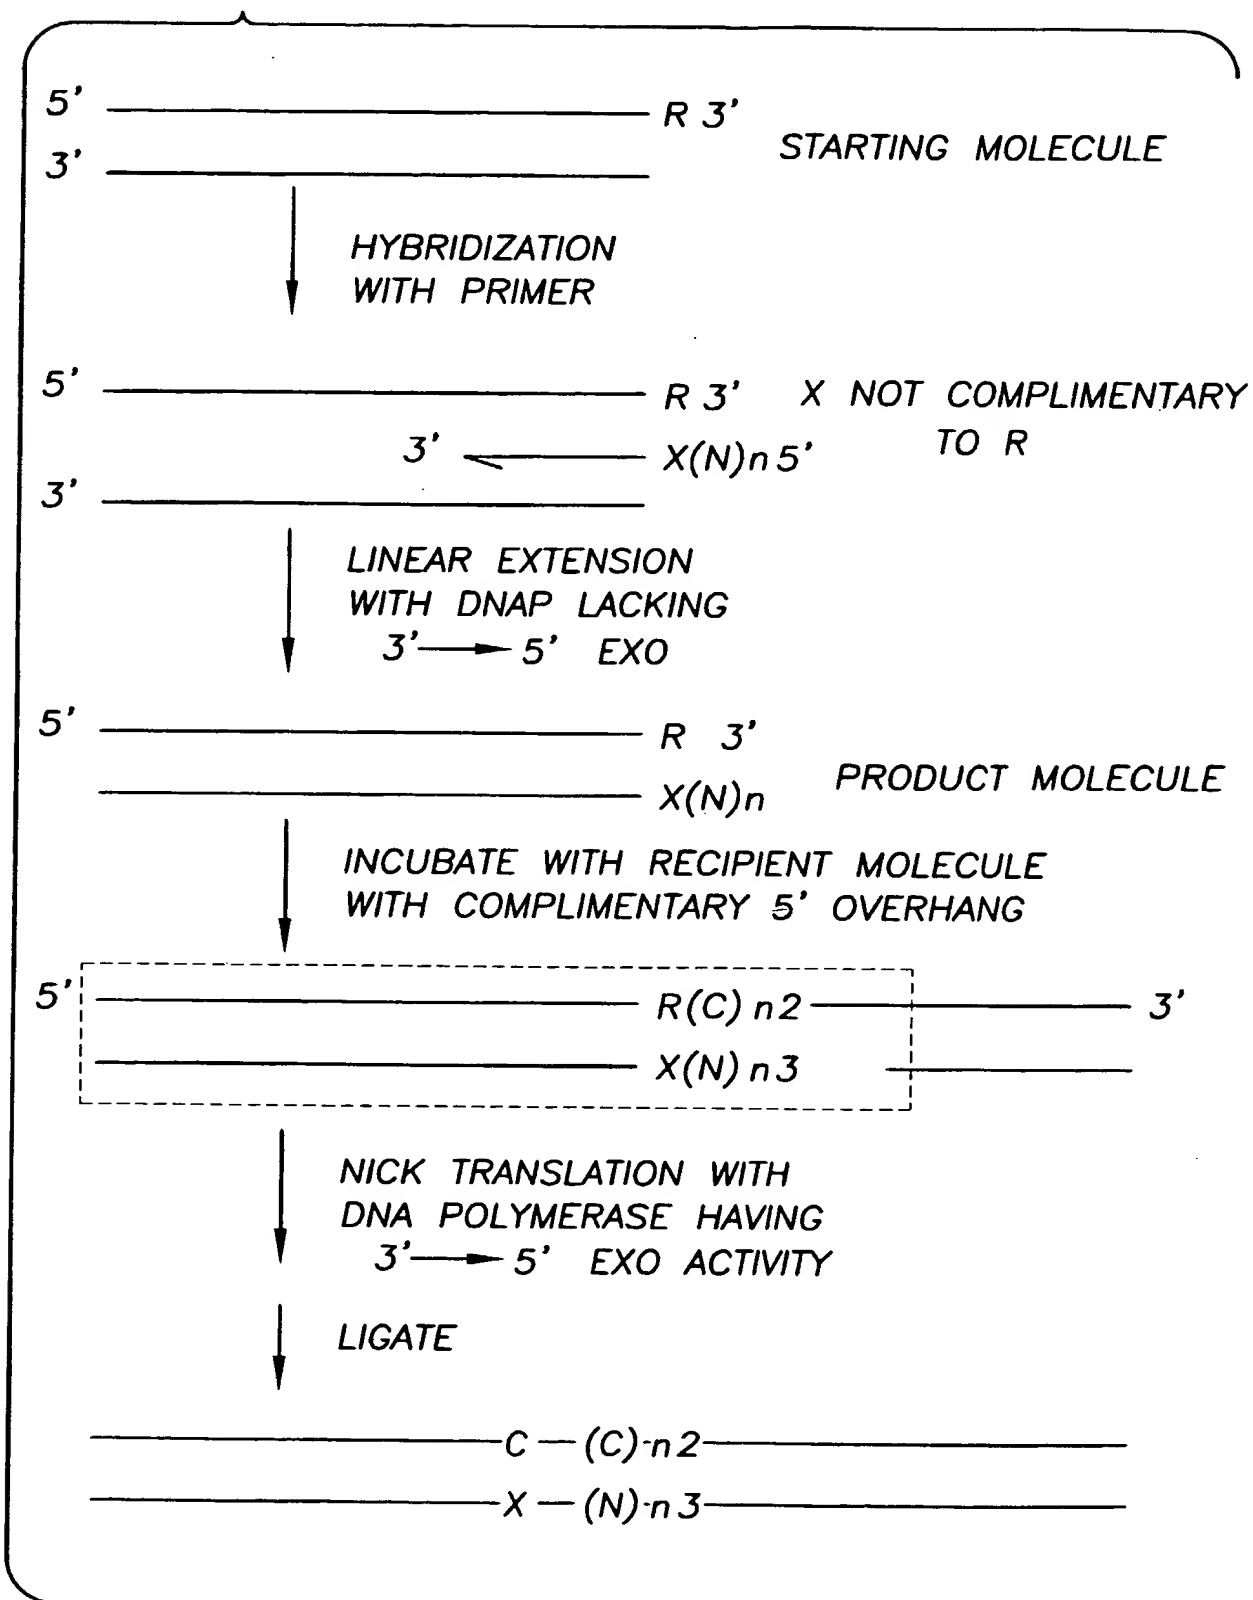 5' R 3'
STARTING MOLECULE
3'
HYBRIDIZATION
WITH PRIMER
5' R 3' X NOT COMPLIMENTARY
TO R
3' X(N)n 5'
3'
LINEAR EXTENSION
WITH DNAP LACKING
3' 5' EXO
5' R 3'
X(N)n PRODUCT MOLECULE
INCUBATE WITH RECIPIENT MOLECULE
WITH COMPLIMENTARY 5' OVERHANG
5' R(C) n2 3'
X(N) n3
NICK TRANSLATION WITH
DNA POLYMERASE HAVING
3' 5' EXO ACTIVITY
LIGATE
C — (C)-n2
X — (N)-n3